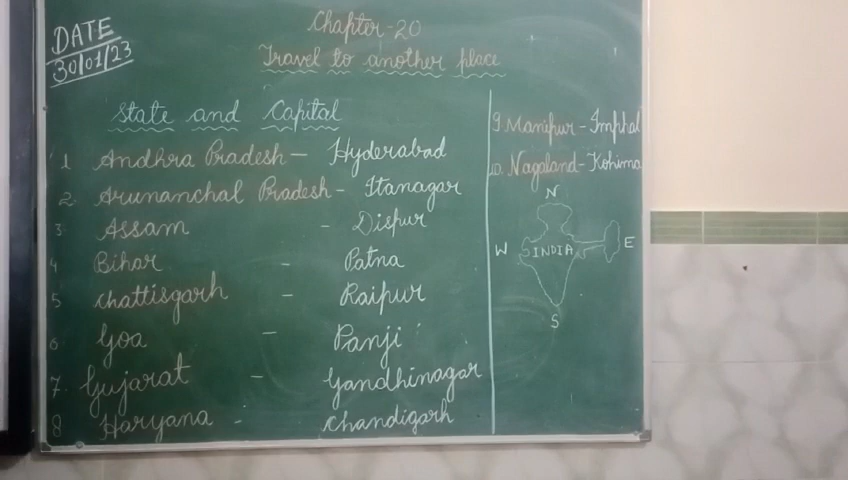 DATE
30/01/23
Chapter-20
Travel to another place
State and Capital
1 Andhra Pradesh - Hyderabad
2. Arunanchal Pradesh - Itanagar
3. Assam - Dispur
4 Bihar - Patna
5 Chattisgarh - Raipur
6 Goa - Panji
7. Gujarat - Gandhinagar
8 Haryana - Chandigarh
9. Manipur - Imphal
10. Nagaland - Kohima
N
W INDIA E
S